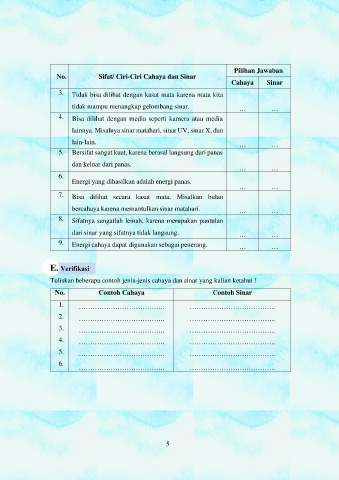 No. Sifat/ Ciri-Ciri Cahaya dan Sinar Pilihan Jawaban
Cahaya Sinar
3. Tidak bisa dilihat dengan kasat mata karena mata kita
tidak mampu menangkap gelombang sinar. ... ...
4. Bisa dilihat dengan media seperti kamera atau media
lainnya. Misalnya sinar matahari, sinar UV, sinar X, dan
lain-lain. ... ...
5. Bersifat sangat kuat, karena berasal langsung dari panas
dan keluar dari panas. ... ...
6. Energi yang dihasilkan adalah energi panas. ... ...
7. Bisa dilihat secara kasat mata. Misalkan bulan
bercahaya karena memantulkan sinar matahari. ... ...
8. Sifatnya sangatlah lemah, karena merupakan pantulan
dari sinar yang sifatnya tidak langsung. ... ...
9. Energi cahaya dapat digunakan sebagai penerang. ... ...
E. Verifikasi
Tuliskan beberapa contoh jenis-jenis cahaya dan sinar yang kalian ketahui !
No. Contoh Cahaya Contoh Sinar
1. ........................................ ........................................
2. ........................................ ........................................
3. ........................................ ........................................
4. ........................................ ........................................
5. ........................................ ........................................
6. ........................................ ........................................
5